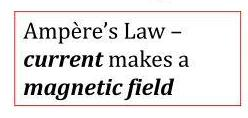 Ampère’s Law –
current makes a
magnetic field